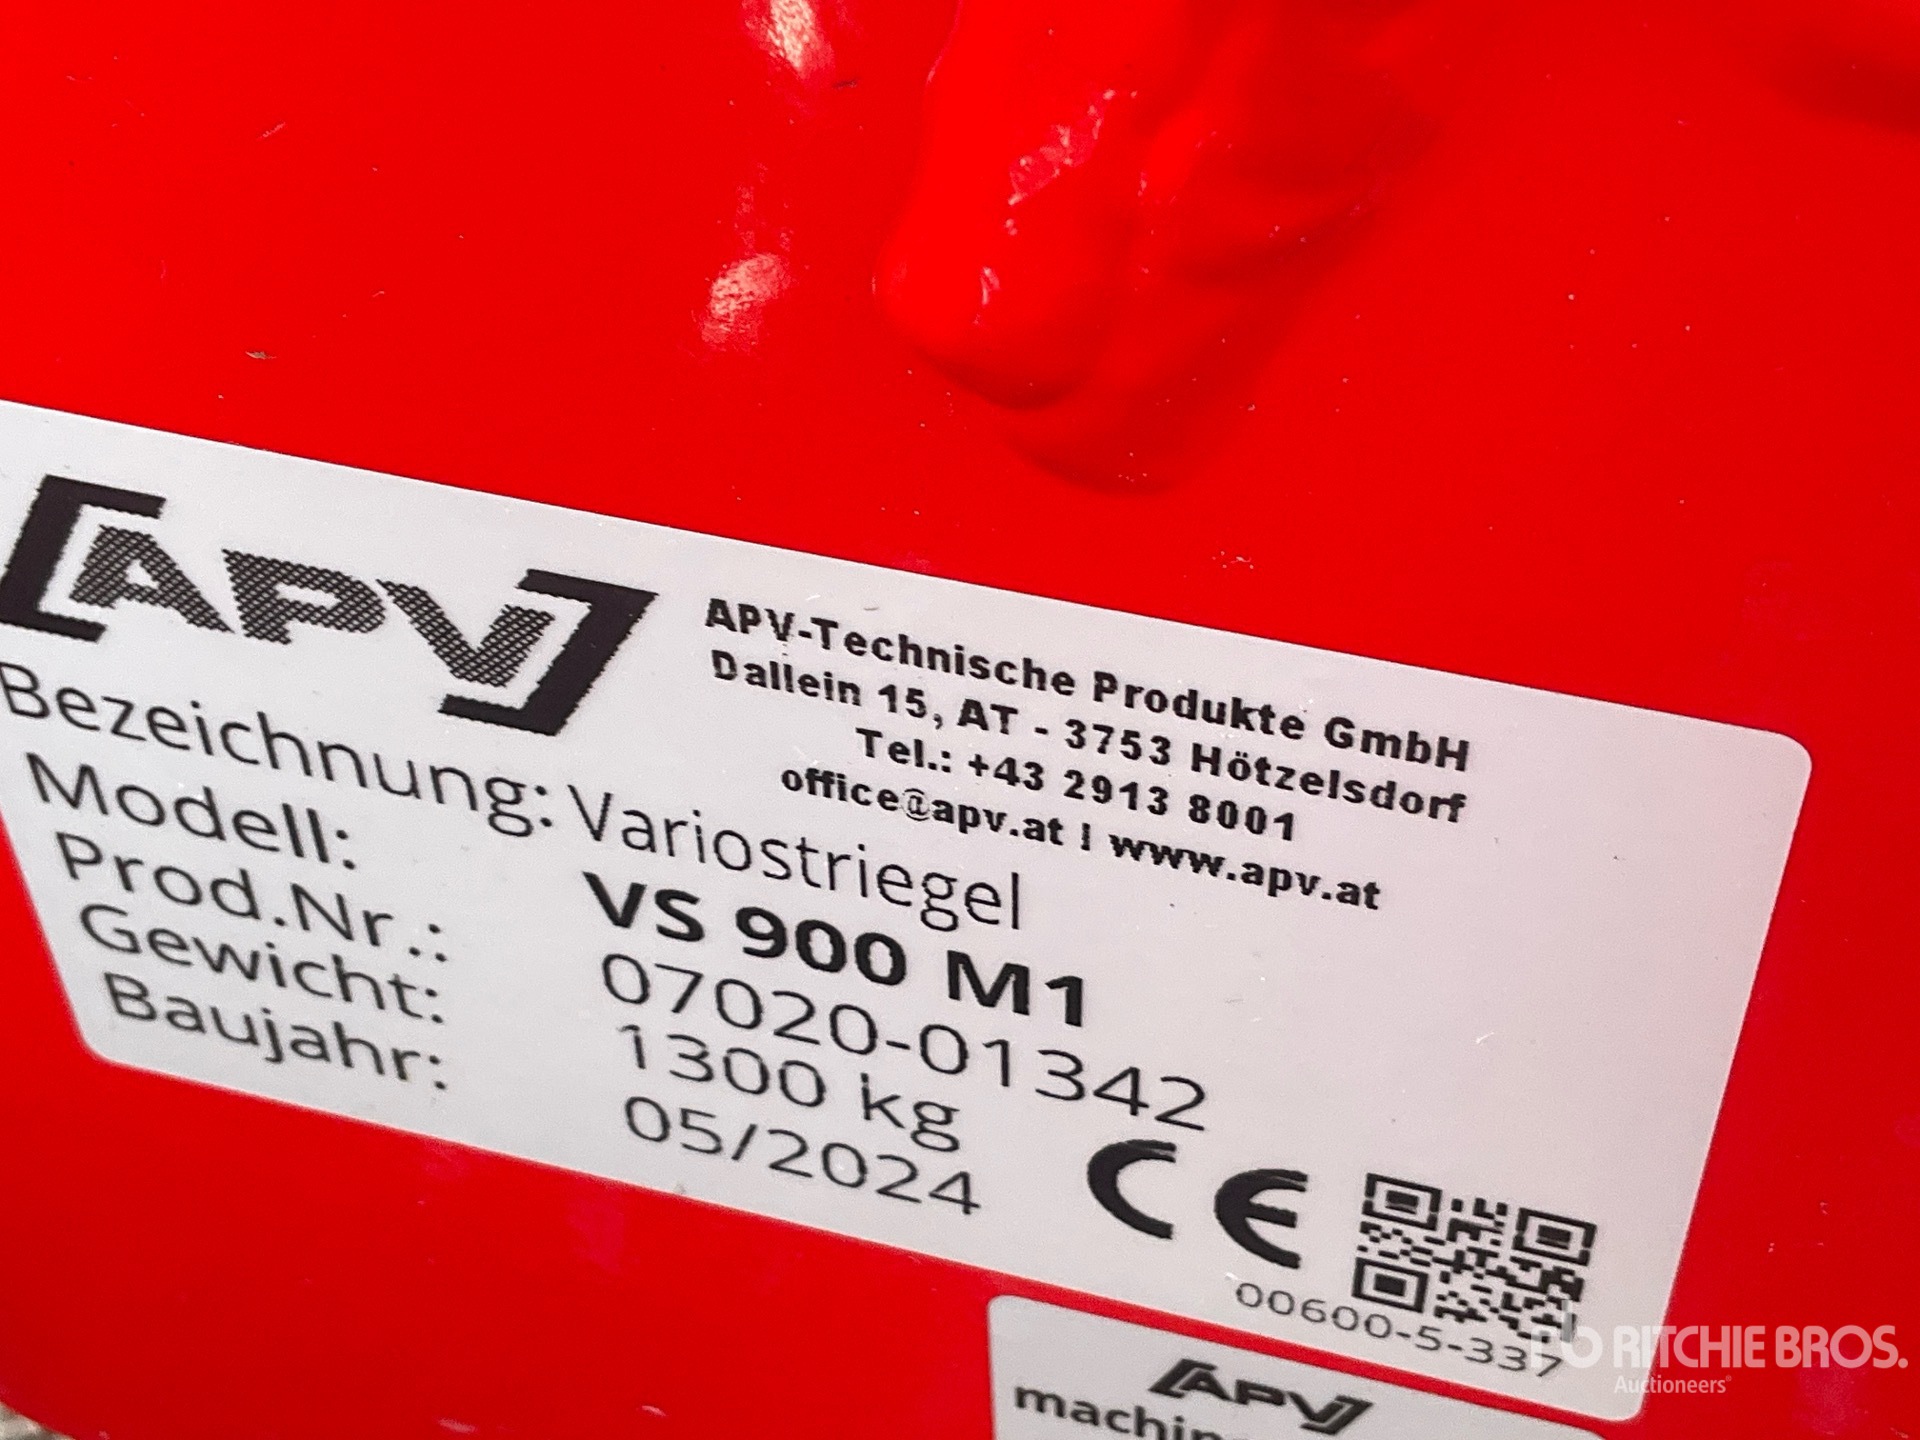 [APV]
APV-Technische Produkte GmbH
Dallein 15, AT - 3753 Hötzelsdorf
Tel.: +43 2913 8001
office@apv.at | www.apv.at
Bezeichnung: Variostriegel
Modell: VS 900 M1
Prod.Nr.: 07020-01342
Gewicht: 1300 kg
Baujahr: 05/2024
CE
00600-5-337
[APV]
rb RITCHIE BROS.
Auctioneers®